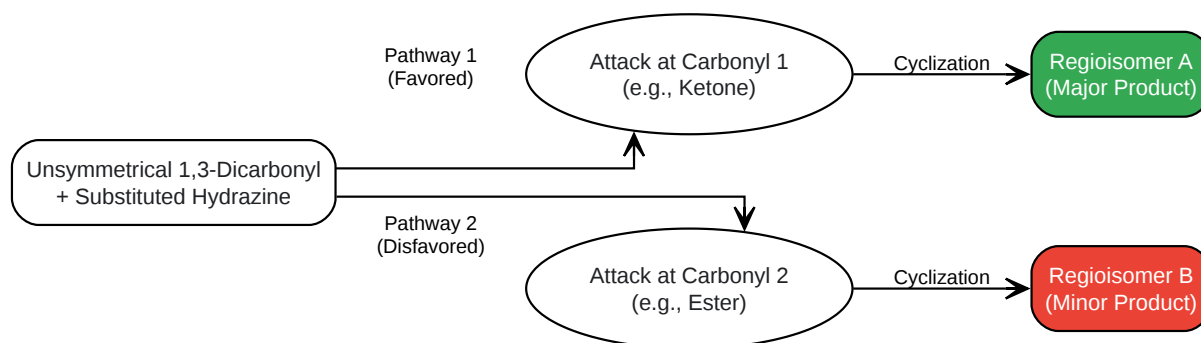 Pathway 1
(Favored)
Attack at Carbonyl 1
(e.g., Ketone)
Cyclization
Regioisomer A
(Major Product)
Unsymmetrical 1,3-Dicarbonyl
+ Substituted Hydrazine
Pathway 2
(Disfavored)
Attack at Carbonyl 2
(e.g., Ester)
Cyclization
Regioisomer B
(Minor Product)